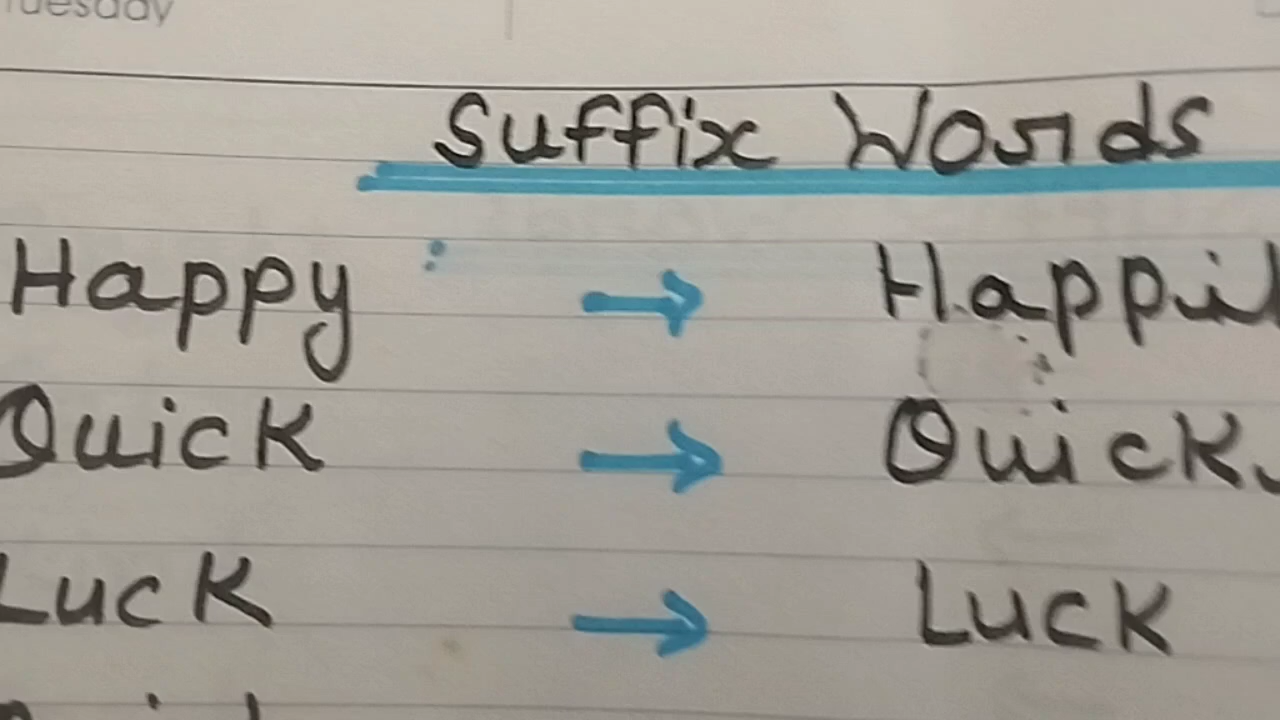 Tuesday
Suffix Words
Happy : → Happil
Quick → Quick
Luck → Luck